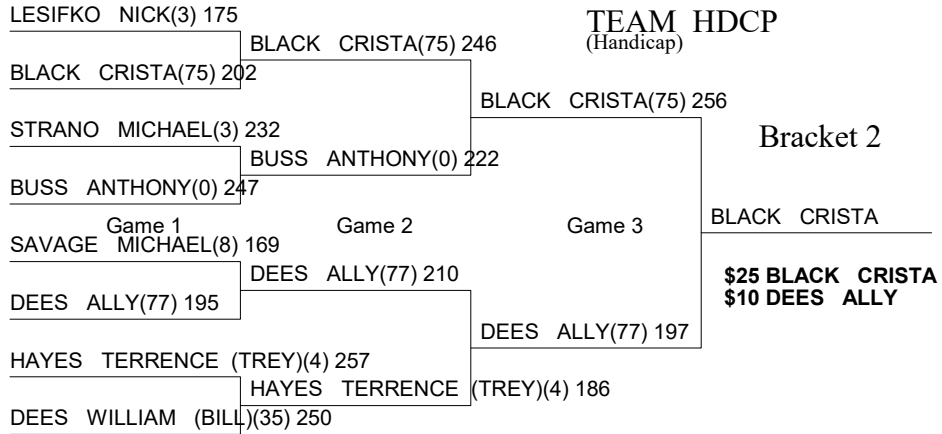 LESIFKO NICK(3) 175
TEAM HDCP
(Handicap)
BLACK CRISTA(75) 246
BLACK CRISTA(75) 202
BLACK CRISTA(75) 256
STRANO MICHAEL(3) 232
Bracket 2
BUSS ANTHONY(0) 222
BUSS ANTHONY(0) 247
Game 1
Game 2
Game 3
BLACK CRISTA
SAVAGE MICHAEL(8) 169
DEES ALLY(77) 210
$25 BLACK CRISTA
$10 DEES ALLY
DEES ALLY(77) 195
DEES ALLY(77) 197
HAYES TERRENCE (TREY)(4) 257
HAYES TERRENCE (TREY)(4) 186
DEES WILLIAM (BILL)(35) 250